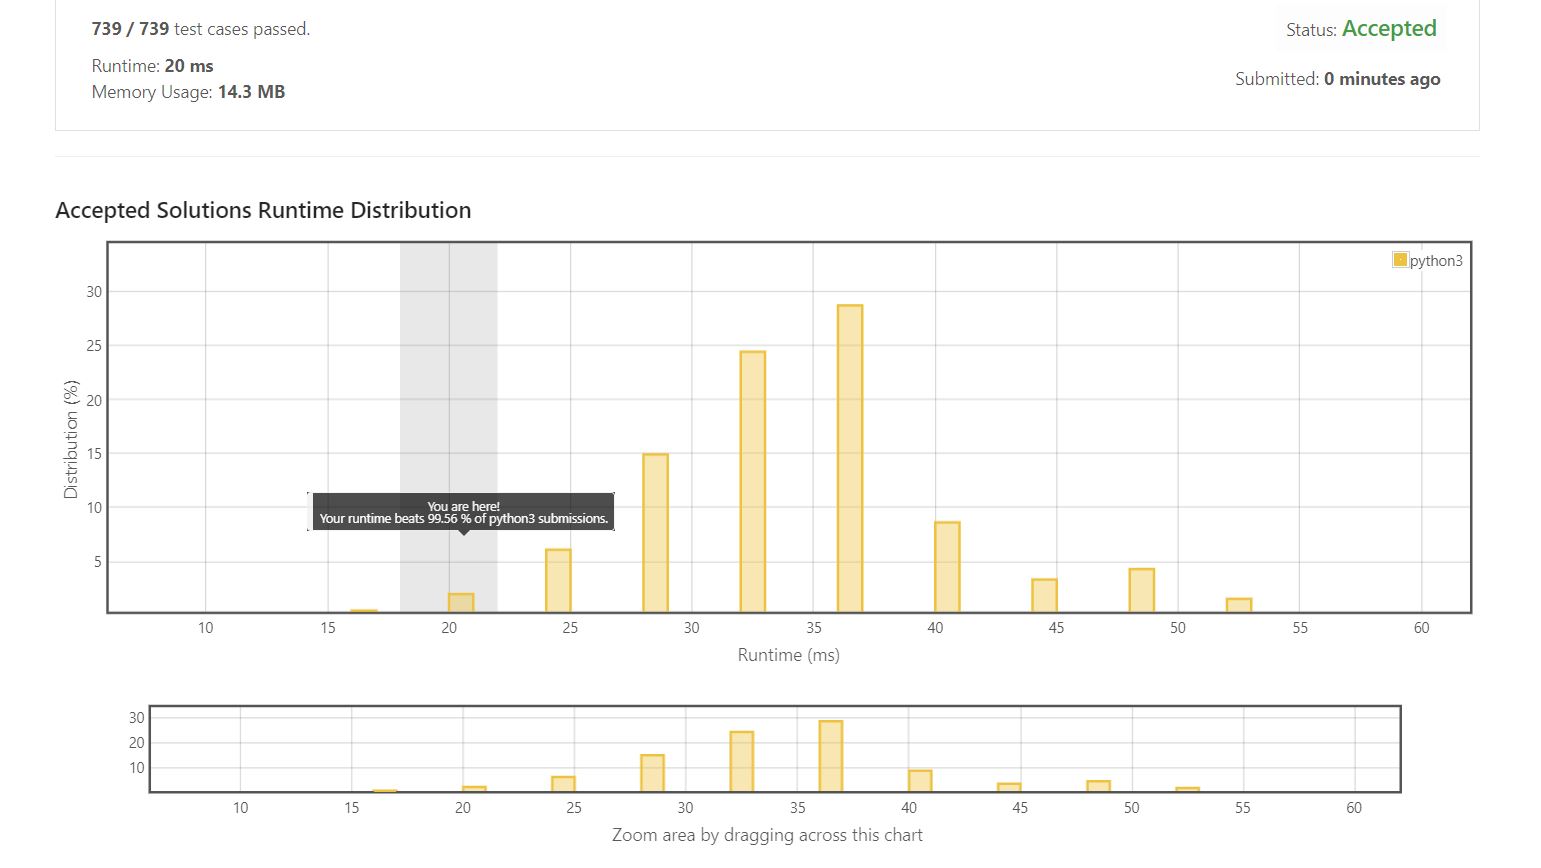 739 / 739 test cases passed.
Status: Accepted
Runtime: 20 ms
Memory Usage: 14.3 MB
Submitted: 0 minutes ago
Accepted Solutions Runtime Distribution
python3
Distribution (%)
30
25
20
15
10
5
You are here!
Your runtime beats 99.56 % of python3 submissions.
10 15 20 25 30 35 40 45 50 55 60
Runtime (ms)
30
20
10
10 15 20 25 30 35 40 45 50 55 60
Zoom area by dragging across this chart